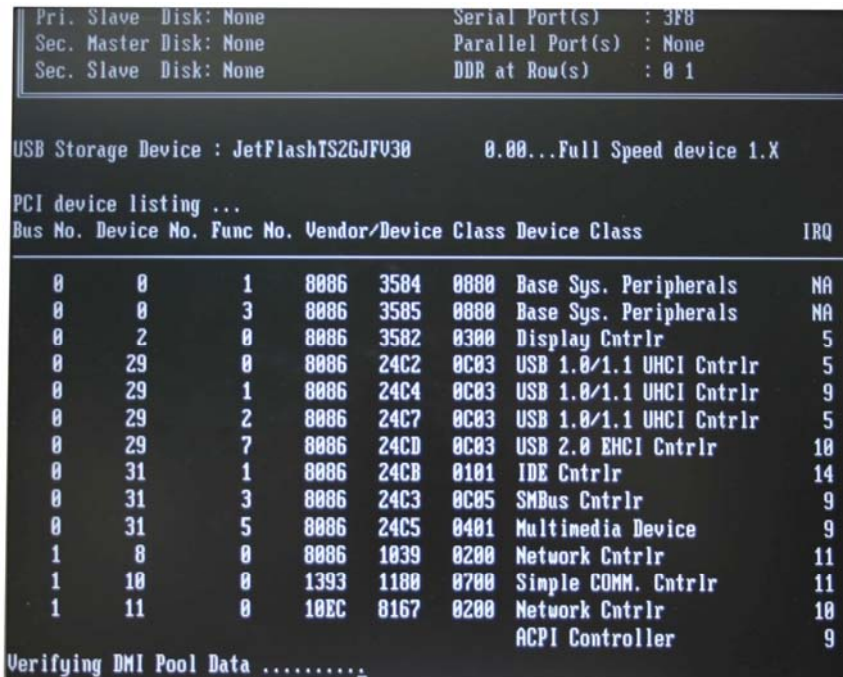 Pri. Slave  Disk: None    Serial Port(s)    : 3F8
Sec. Master Disk: None    Parallel Port(s)  : None
Sec. Slave  Disk: None    DDR at Row(s)     : 0 1
USB Storage Device : JetFlashTS2GJFV30    0.00...Full Speed device 1.X
PCI device listing ...
Bus No. Device No. Func No. Vendor/Device Class Device Class    IRQ
0 0 1 8086 3584 0880 Base Sys. Peripherals NA
0 0 3 8086 3585 0880 Base Sys. Peripherals NA
0 2 0 8086 3582 0300 Display Cntrlr 5
0 29 0 8086 24C2 0C03 USB 1.0/1.1 UHCI Cntrlr 5
0 29 1 8086 24C4 0C03 USB 1.0/1.1 UHCI Cntrlr 9
0 29 2 8086 24C7 0C03 USB 1.0/1.1 UHCI Cntrlr 5
0 29 7 8086 24CD 0C03 USB 2.0 EHCI Cntrlr 10
0 31 1 8086 24CB 0101 IDE Cntrlr 14
0 31 3 8086 24C3 0C05 SMBus Cntrlr 9
0 31 5 8086 24C5 0401 Multimedia Device 9
1 8 0 8086 1039 0200 Network Cntrlr 11
1 10 0 1393 1180 0700 Simple COMM. Cntrlr 11
1 11 0 10EC 8167 0200 Network Cntrlr 10
ACPI Controller 9
Verifying DMI Pool Data ..........